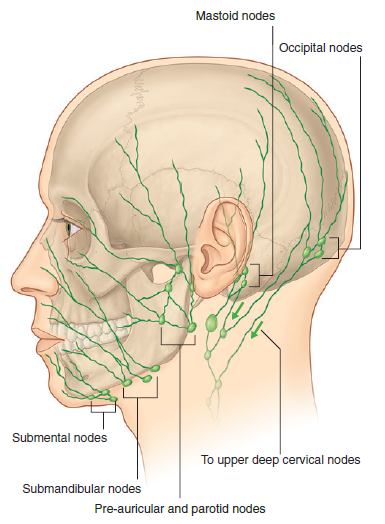 Mastoid nodes
Occipital nodes
Submental nodes
To upper deep cervical nodes
Submandibular nodes
Pre-auricular and parotid nodes